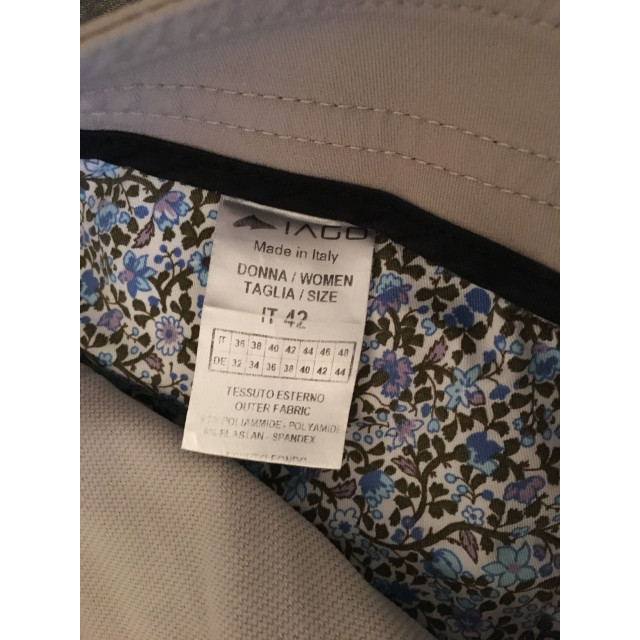 Made in Italy
DONNA / WOMEN
TAGLIA / SIZE
IT 42
IT 36 38 40 42 44 46 48
DE 32 34 36 38 40 42 44
TESSUTO ESTERNO
OUTER FABRIC
POLIAMMIDE - POLYAMIDE
ELASTAN - SPANDEX